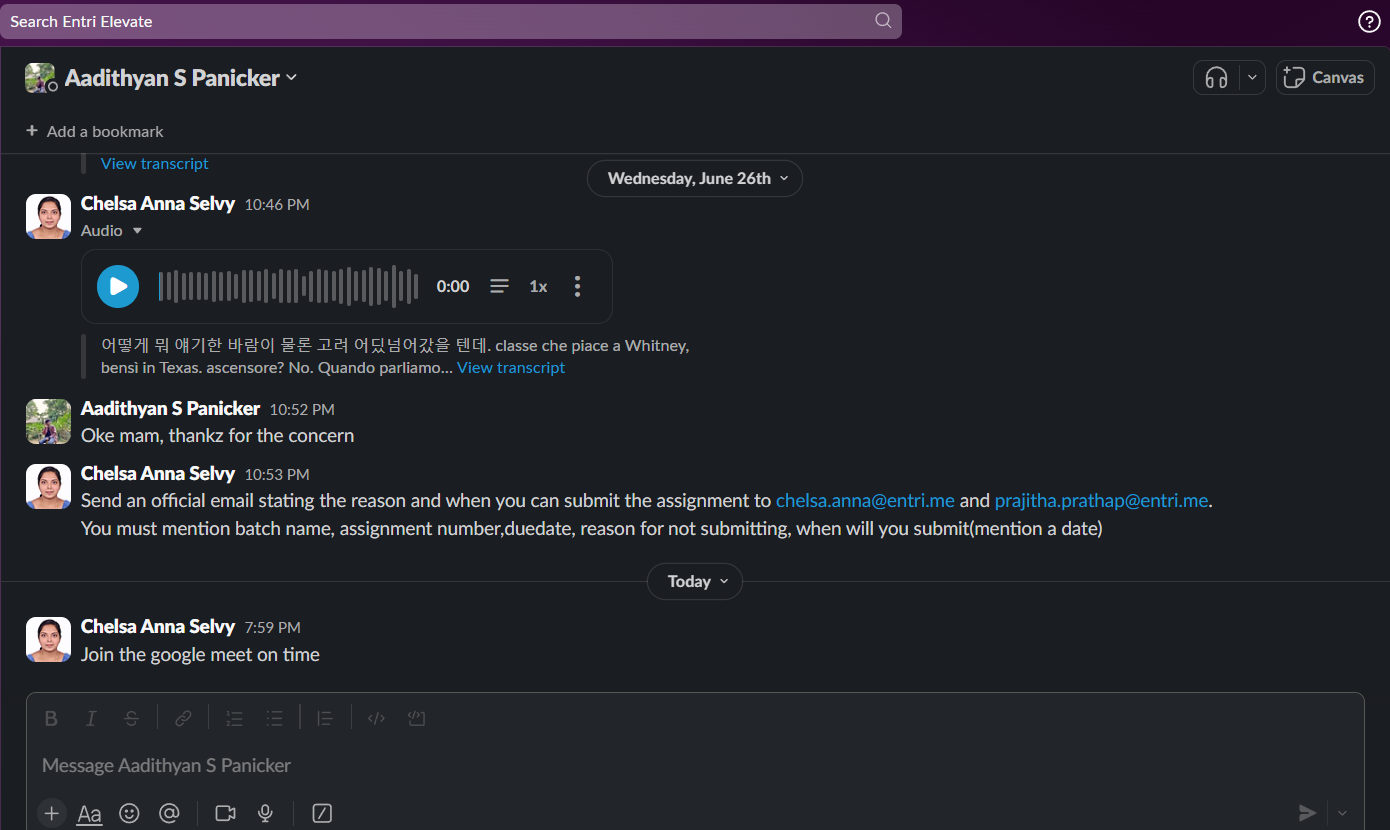 Search Entri Elevate
Aadithyan S Panicker
Canvas
+ Add a bookmark
View transcript
Wednesday, June 26th
Chelsa Anna Selvy 10:46 PM
Audio
0:00 1x
어떻게 뭐 얘기한 바람이 물론 고려 어딨넘어갔을 텐데. classe che piace a Whitney,
bensì in Texas. ascensore? No. Quando parliamo... View transcript
Aadithyan S Panicker 10:52 PM
Oke mam, thankz for the concern
Chelsa Anna Selvy 10:53 PM
Send an official email stating the reason and when you can submit the assignment to chelsa.anna@entri.me and prajitha.prathap@entri.me.
You must mention batch name, assignment number,duedate, reason for not submitting, when will you submit(mention a date)
Today
Chelsa Anna Selvy 7:59 PM
Join the google meet on time
B I S
Message Aadithyan S Panicker
+ Aa @